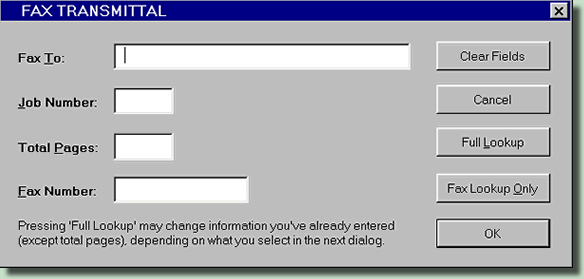 FAX TRANSMITTAL
Fax To:
Clear Fields
Job Number:
Cancel
Total Pages:
Full Lookup
Fax Number:
Fax Lookup Only
Pressing 'Full Lookup' may change information you've already entered
(except total pages), depending on what you select in the next dialog.
OK